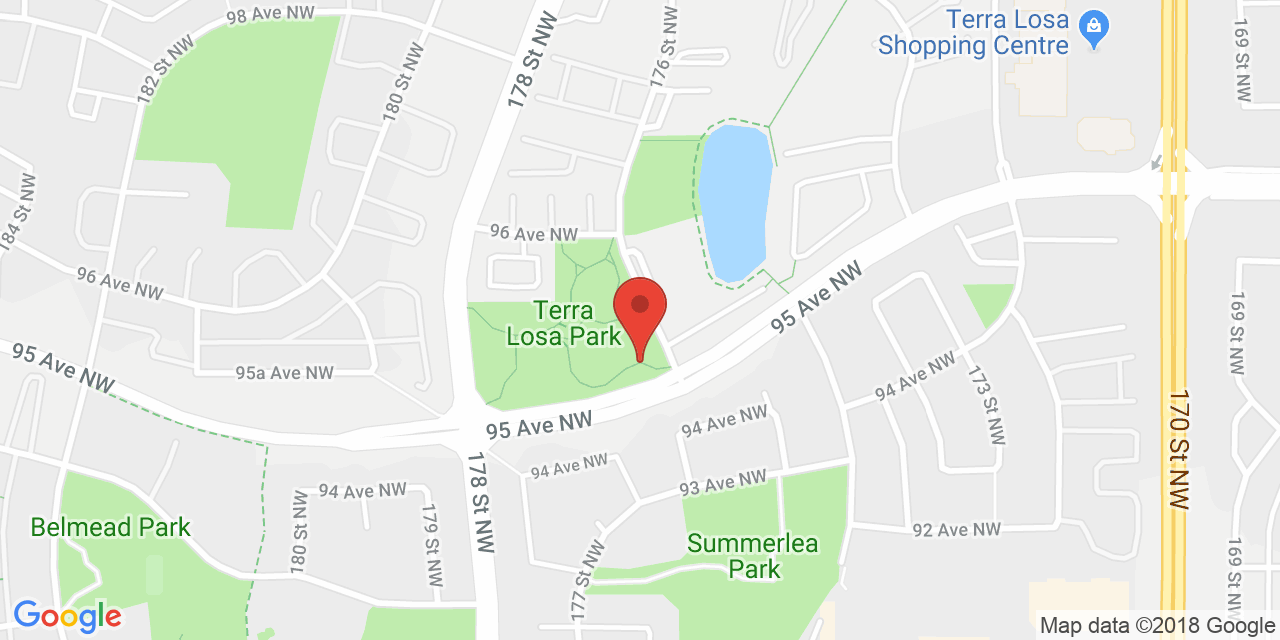 98 Ave NW
182 St NW
180 St NW
178 St NW
176 St NW
Terra Losa
Shopping Centre
169 St NW
184 St NW
96 Ave NW
96 Ave NW
Terra
Losa Park
95 Ave NW
169 St NW
95 Ave NW
95a Ave NW
94 Ave NW
173 St NW
170 St NW
95 Ave NW
94 Ave NW
178 St NW
94 Ave NW
93 Ave NW
94 Ave NW
180 St NW
179 St NW
Belmead Park
92 Ave NW
Summerlea
Park
177 St NW
169 St NW
Google
Map data ©2018 Google